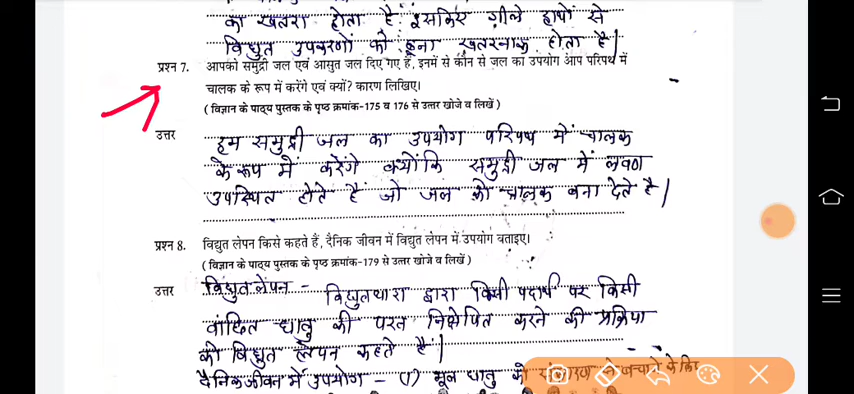 का खतरा होता है। इसलिए गीले हाथों से
विद्युत उपकरणों को छूना खतरनाक होता है|
प्रश्न 7. आपको समुद्री जल एवं आसुत जल दिए गए हैं, इनमें से कौन से जल का उपयोग आप परिपथ में
चालक के रूप में करेंगे एवं क्यों? कारण लिखिए।
( विज्ञान के पाठ्य पुस्तक के पृष्ठ क्रमांक-175 व 176 से उत्तर खोजे व लिखें )
उत्तर हम समुद्री जल का उपयोग परिपथ में चालक
के रूप में करेंगे क्योंकि समुद्री जल में लवण
उपस्थित होते हैं जो जल को चालक बना देते है|
प्रश्न 8. विद्युत लेपन किसे कहते हैं, दैनिक जीवन में विद्युत लेपन में उपयोग बताइए।
( विज्ञान के पाठ्य पुस्तक के पृष्ठ क्रमांक-179 से उत्तर खोजे व लिखें )
उत्तर विद्युत लेपन - विद्युतधारा द्वारा किसी पदार्थ पर किसी
वांछित धातु की परत निक्षेपित करने की प्रक्रिया
को विद्युत लेपन कहते हैं|
दैनिक जीवन में उपयोग - (1) मूल धातु को बचाने के लिए